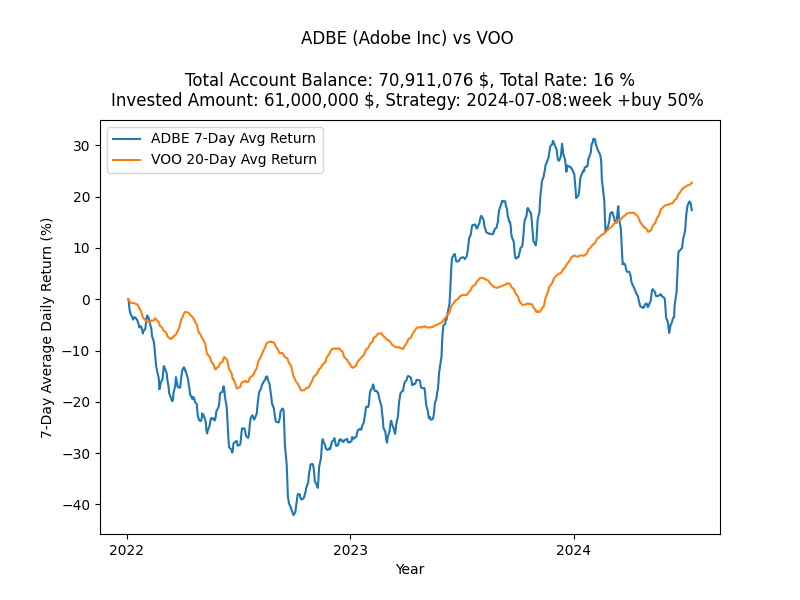 ADBE (Adobe Inc) vs VOO
Total Account Balance: 70,911,076 $, Total Rate: 16 %
Invested Amount: 61,000,000 $, Strategy: 2024-07-08:week +buy 50%
ADBE 7-Day Avg Return
VOO 20-Day Avg Return
7-Day Average Daily Return (%)
30
20
10
0
−10
−20
−30
−40
2022
2023
2024
Year